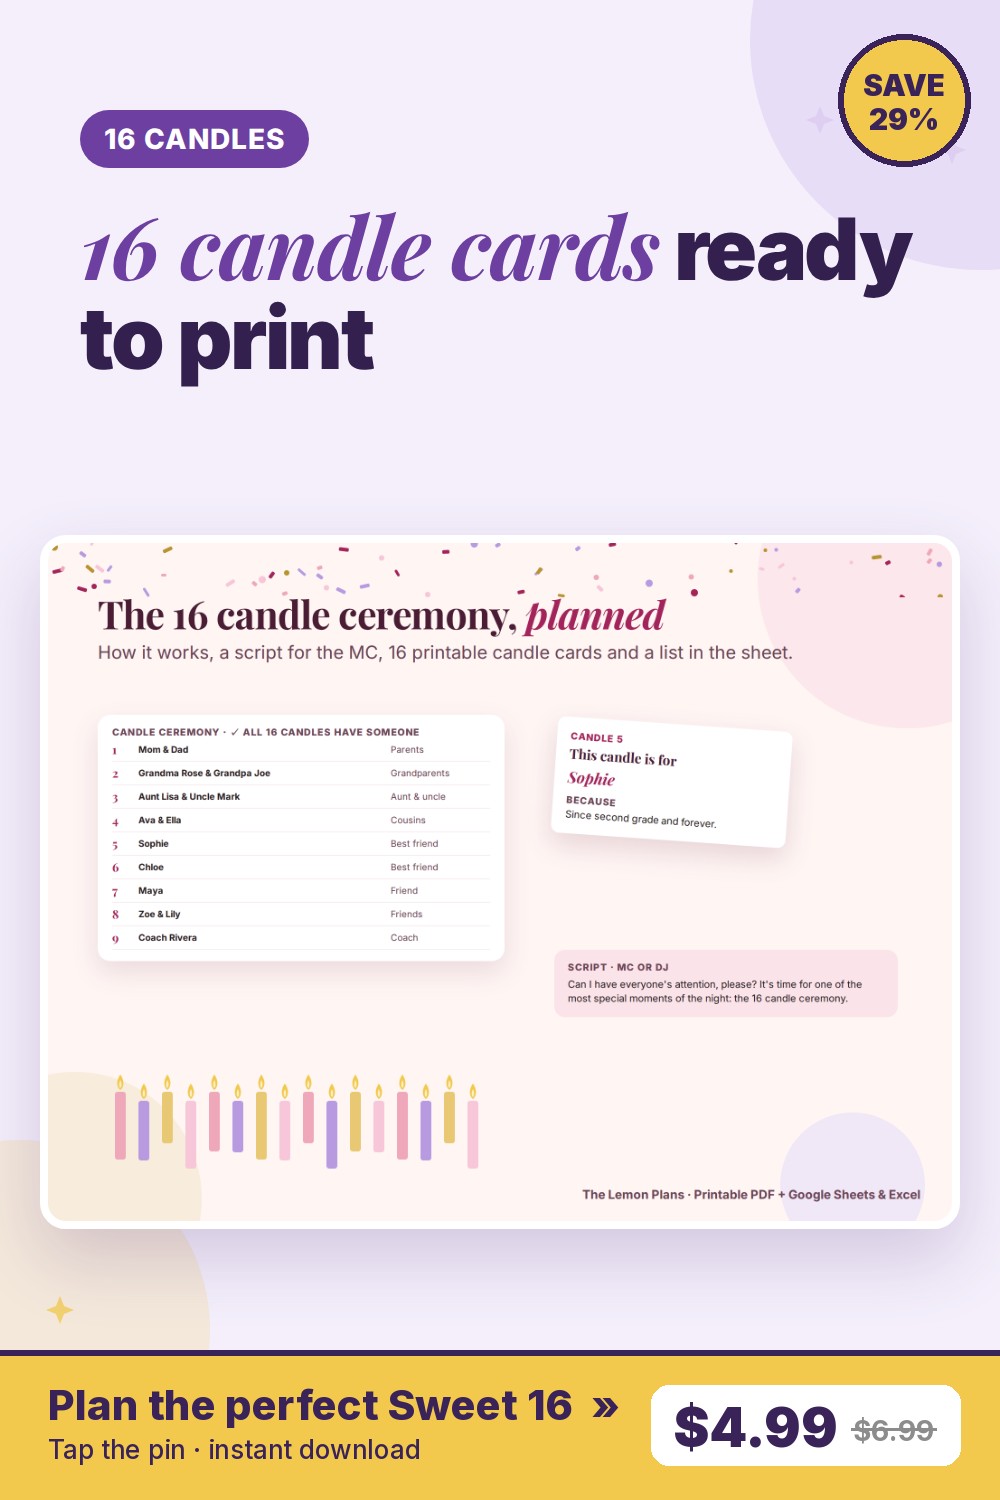 SAVE
29%
16 CANDLES
16 candle cards ready
to print
The 16 candle ceremony, planned
How it works, a script for the MC, 16 printable candle cards and a list in the sheet.
CANDLE CEREMONY · ✓ ALL 16 CANDLES HAVE SOMEONE
1 Mom & Dad Parents
2 Grandma Rose & Grandpa Joe Grandparents
3 Aunt Lisa & Uncle Mark Aunt & uncle
4 Ava & Ella Cousins
5 Sophie Best friend
6 Chloe Best friend
7 Maya Friend
8 Zoe & Lily Friends
9 Coach Rivera Coach
CANDLE 5
This candle is for
Sophie
BECAUSE
Since second grade and forever.
SCRIPT · MC OR DJ
Can I have everyone's attention, please? It's time for one of the
most special moments of the night: the 16 candle ceremony.
The Lemon Plans · Printable PDF + Google Sheets & Excel
Plan the perfect Sweet 16 »
Tap the pin · instant download
$4.99 $6.99